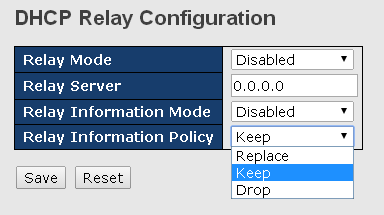 DHCP Relay Configuration
Relay Mode Disabled
Relay Server 0.0.0.0
Relay Information Mode Disabled
Relay Information Policy Keep
Replace
Keep
Drop
Save Reset